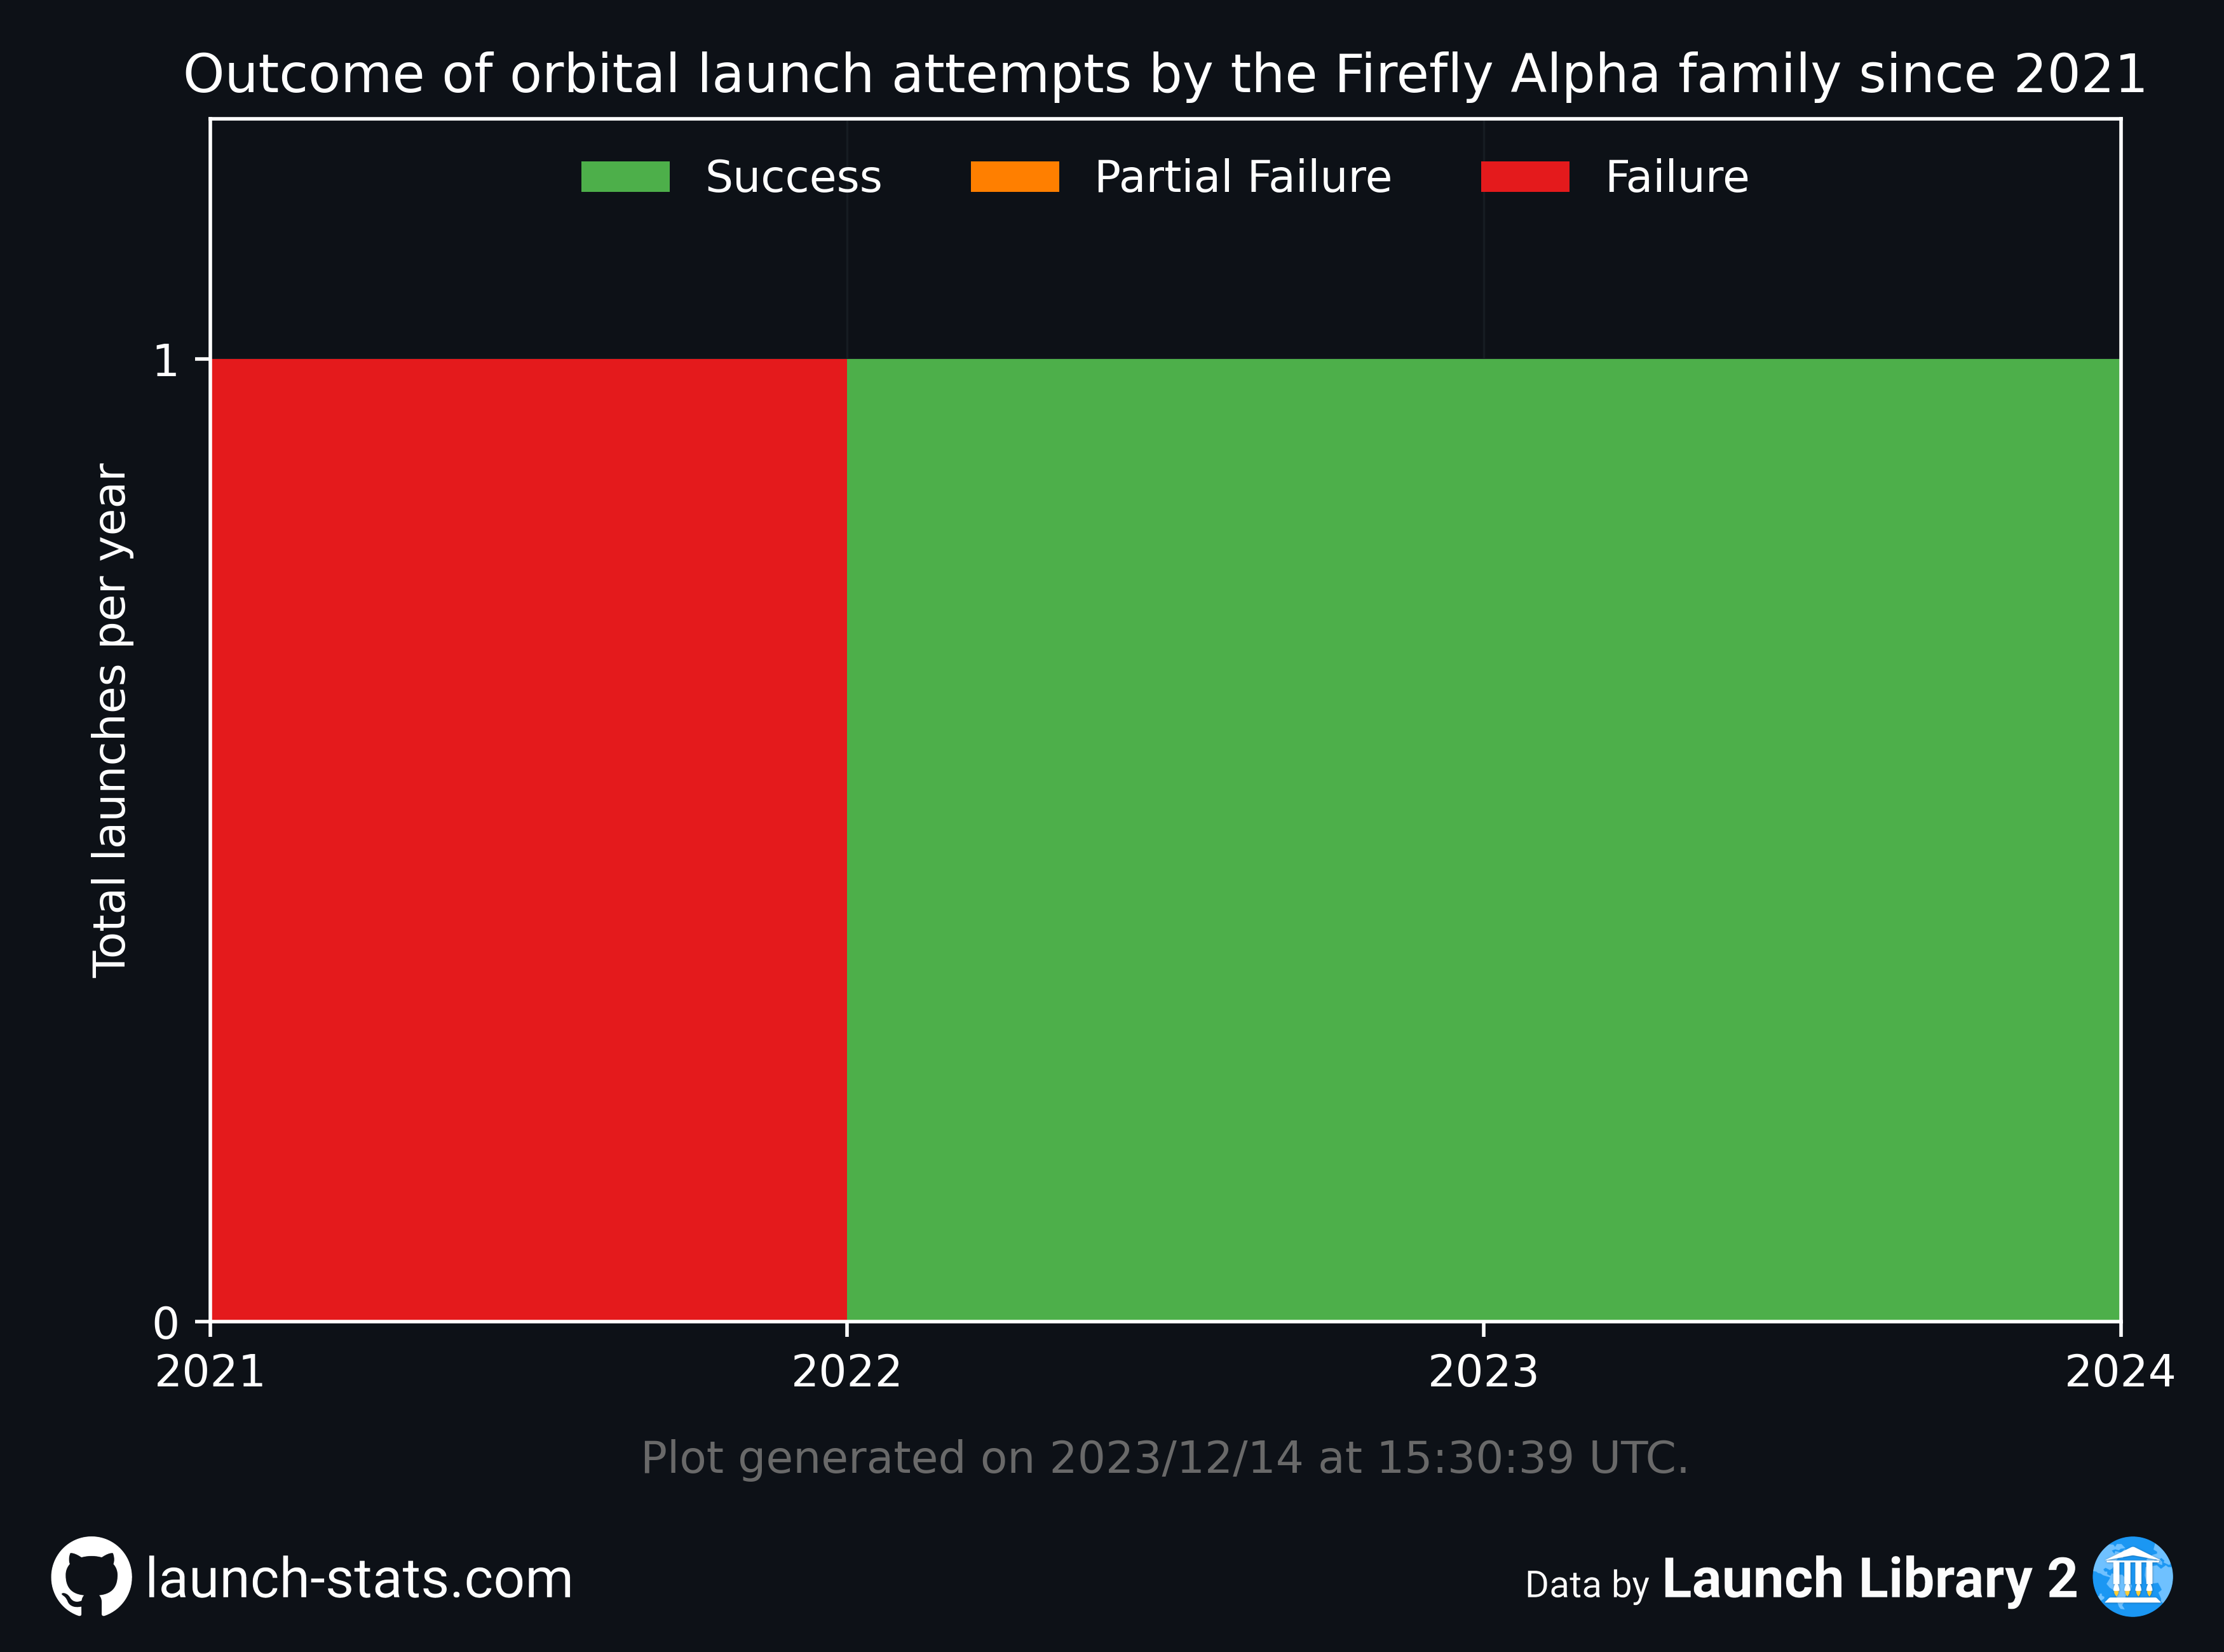 Outcome of orbital launch attempts by the Firefly Alpha family since 2021
Success Partial Failure Failure
Total launches per year
1
0
2021 2022 2023 2024
Plot generated on 2023/12/14 at 15:30:39 UTC.
launch-stats.com
Data by Launch Library 2